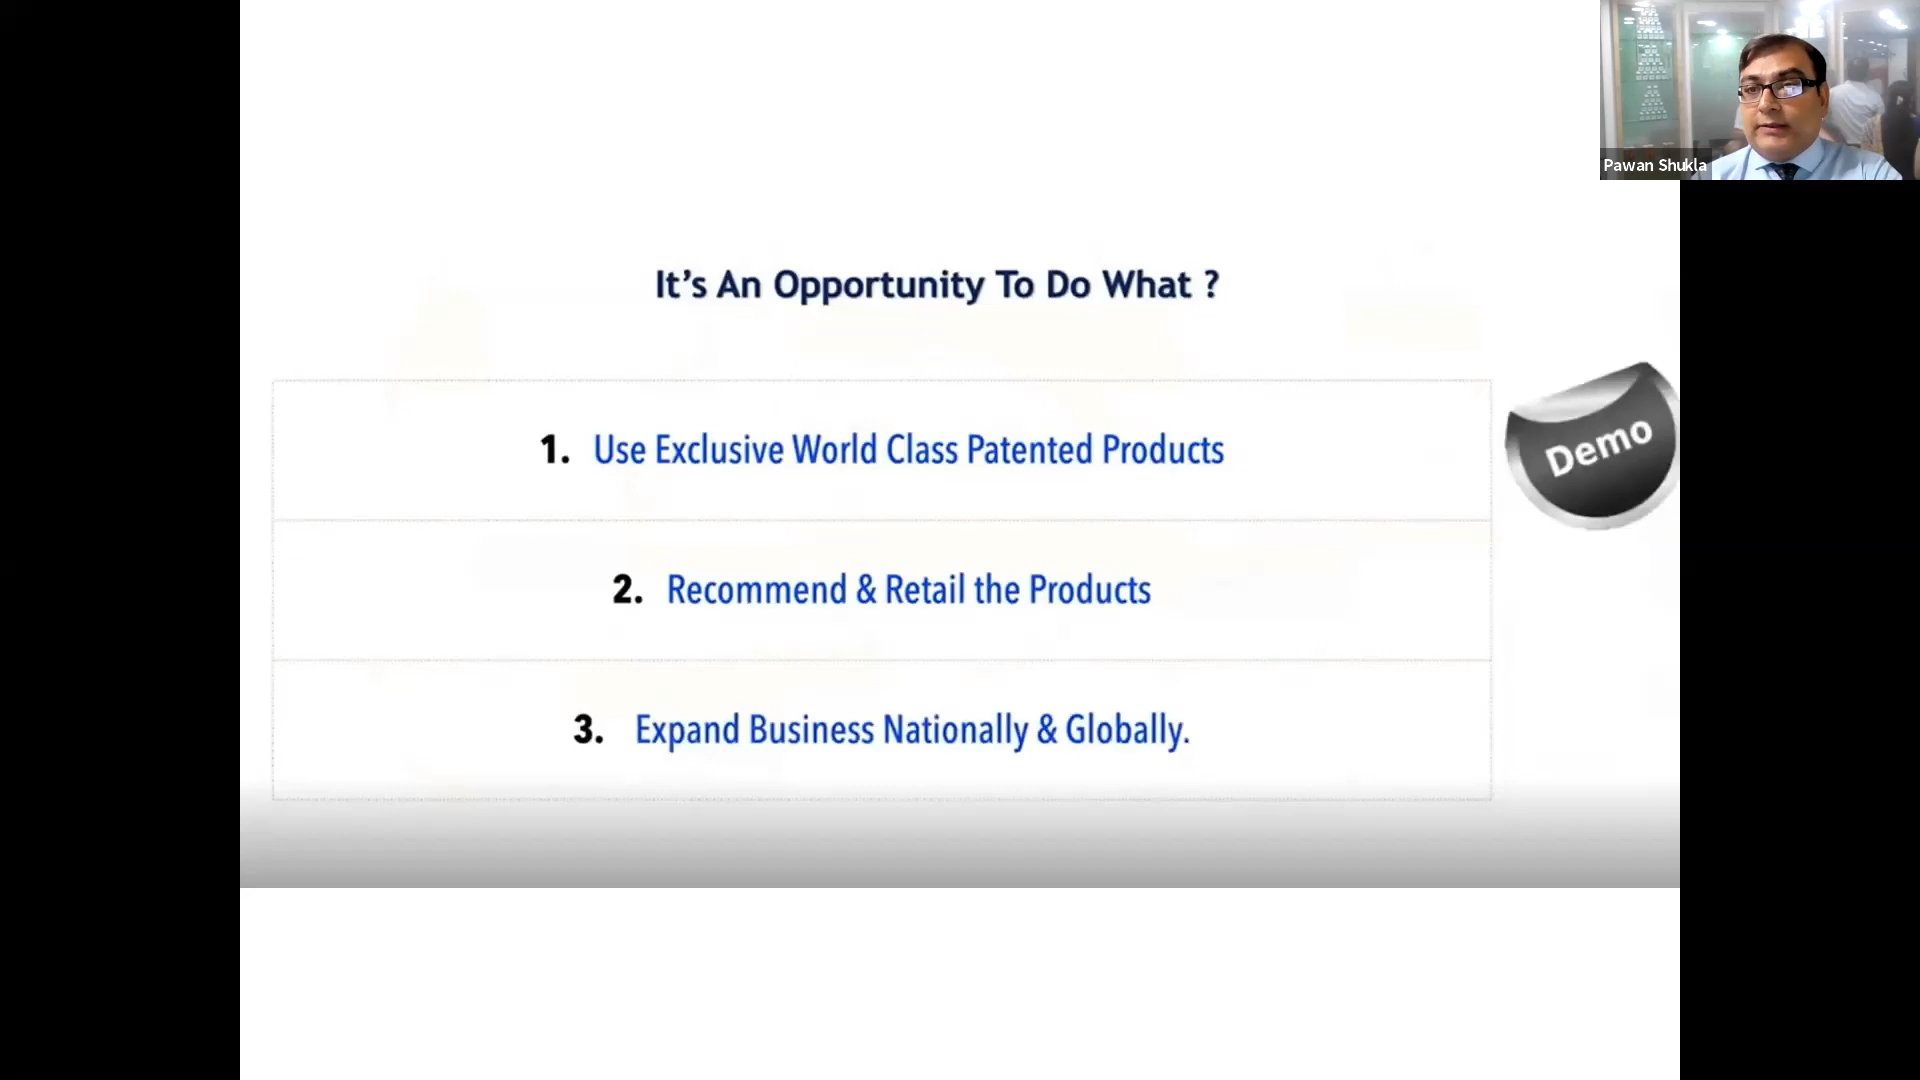 Pawan Shukla
It's An Opportunity To Do What ?
1. Use Exclusive World Class Patented Products
Demo
2. Recommend & Retail the Products
3. Expand Business Nationally & Globally.